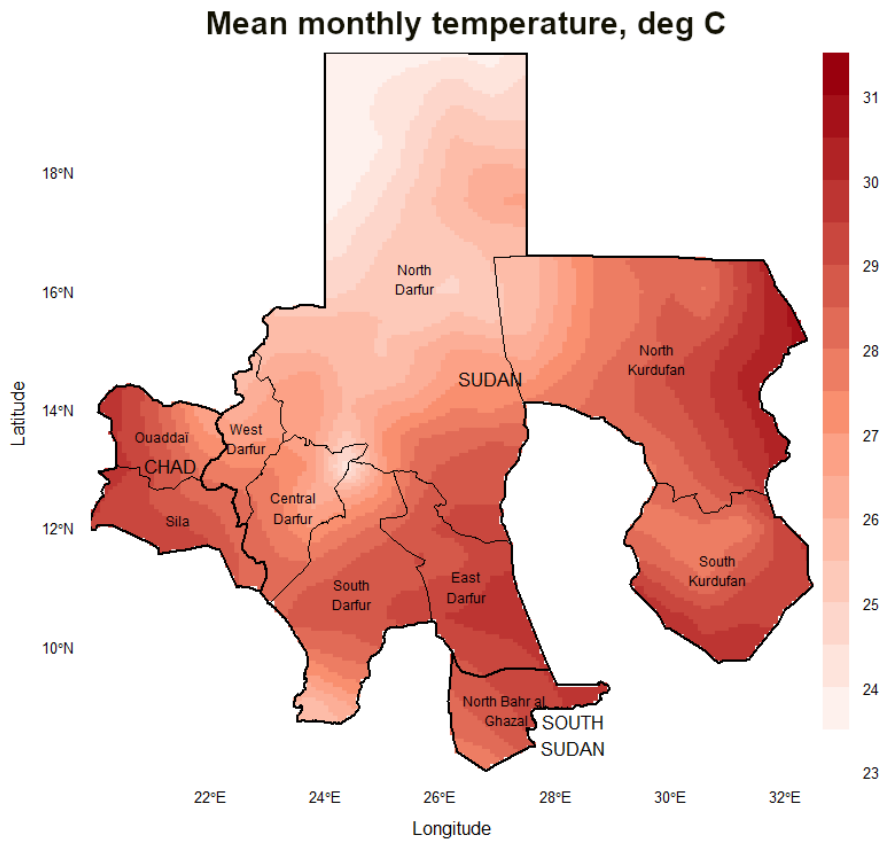 Mean monthly temperature, deg C
18°N
16°N
14°N
12°N
10°N
Latitude
North
Darfur
SUDAN
North
Kurdufan
Ouaddaï
CHAD
West
Darfur
Sila
Central
Darfur
South
Darfur
East
Darfur
South
Kurdufan
North Bahr al
Ghazal
SOUTH
SUDAN
22°E
24°E
26°E
28°E
30°E
32°E
Longitude
31
30
29
28
27
26
25
24
23